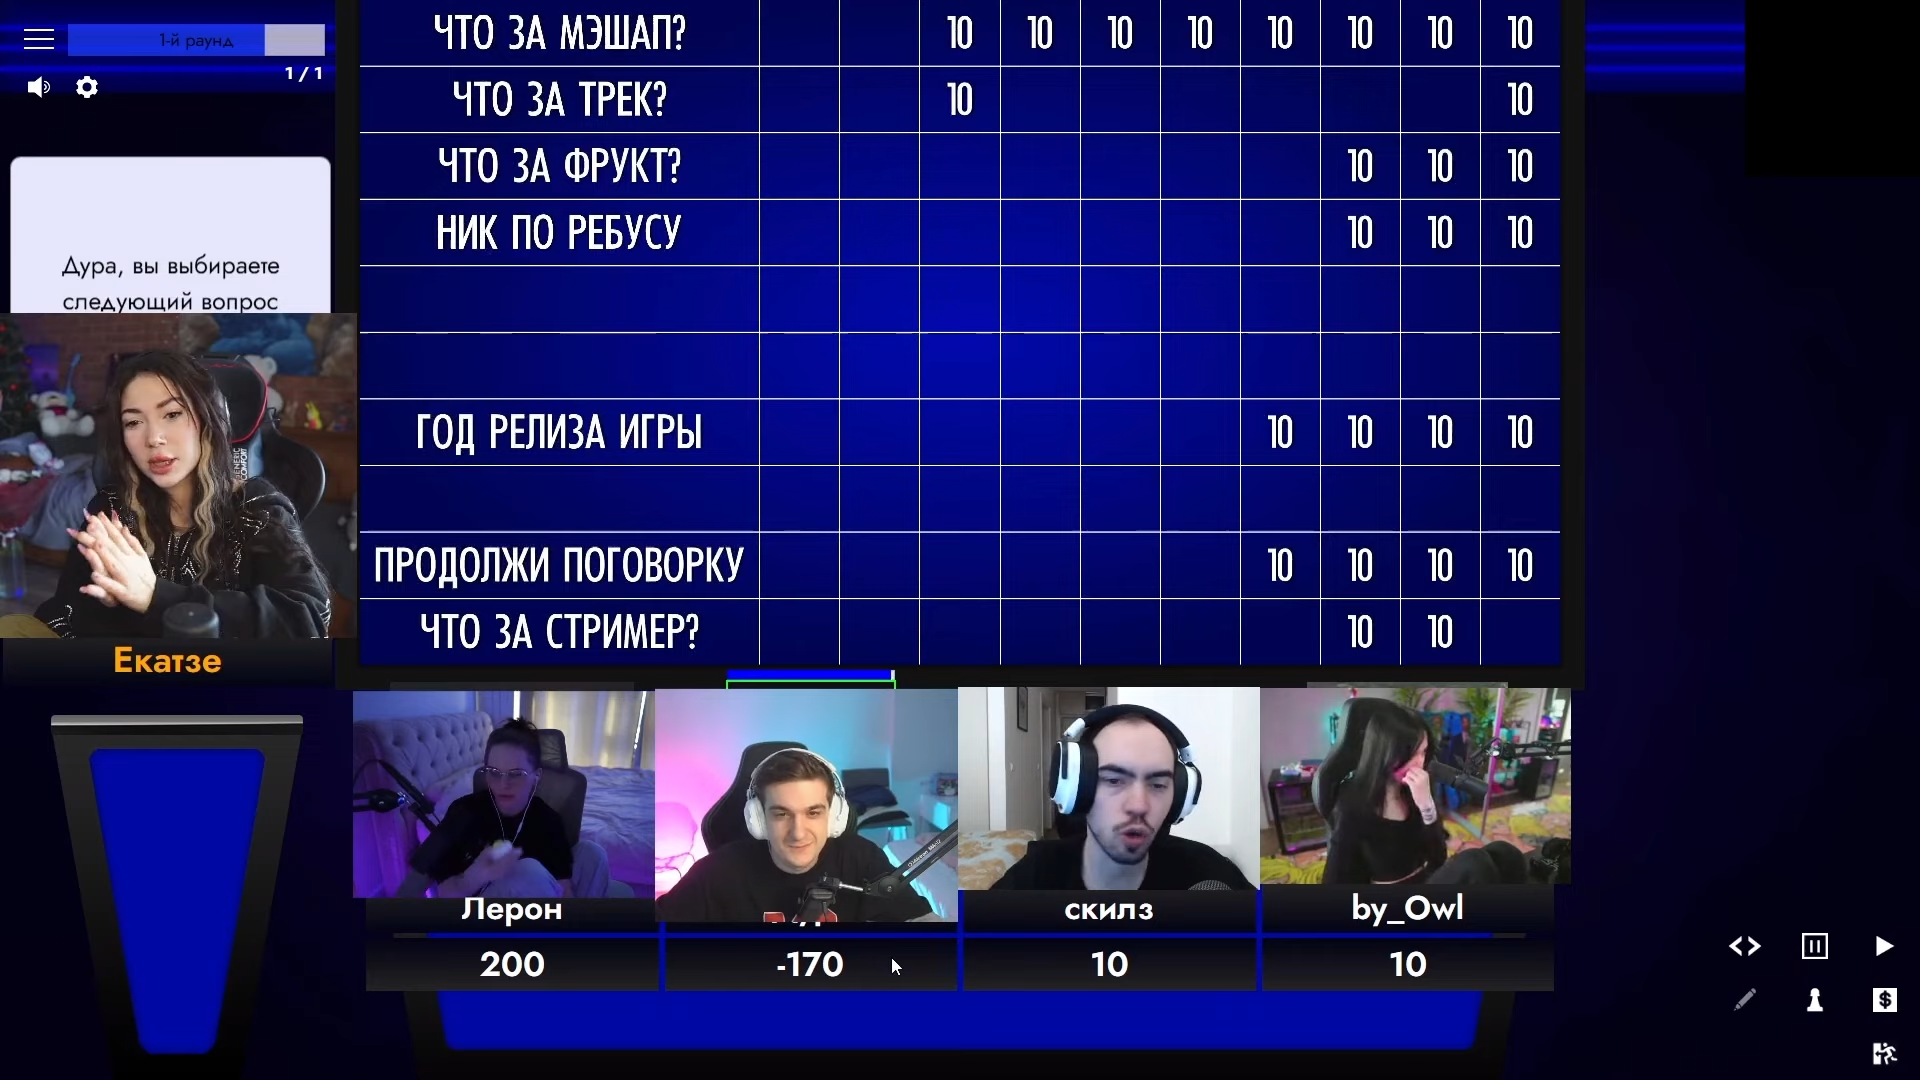 1-й раунд
1 / 1
Дура, вы выбираете
следующий вопрос
ЧТО ЗА МЭШАП? 10 10 10 10 10 10 10 10
ЧТО ЗА ТРЕК? 10 10
ЧТО ЗА ФРУКТ? 10 10 10
НИК ПО РЕБУСУ 10 10 10
ГОД РЕЛИЗА ИГРЫ 10 10 10 10
ПРОДОЛЖИ ПОГОВОРКУ 10 10 10 10
ЧТО ЗА СТРИМЕР? 10 10
Екатзе
Лерон
скилз
by_Owl
200
-170
10
10